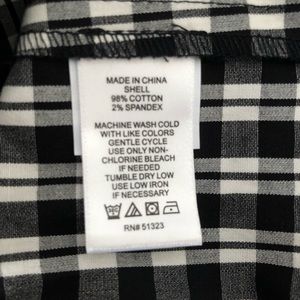 MADE IN CHINA
SHELL
98% COTTON
2% SPANDEX
MACHINE WASH COLD
WITH LIKE COLORS
GENTLE CYCLE
USE ONLY NON-
CHLORINE BLEACH
IF NEEDED
TUMBLE DRY LOW
USE LOW IRON
IF NECESSARY
RN# 51323